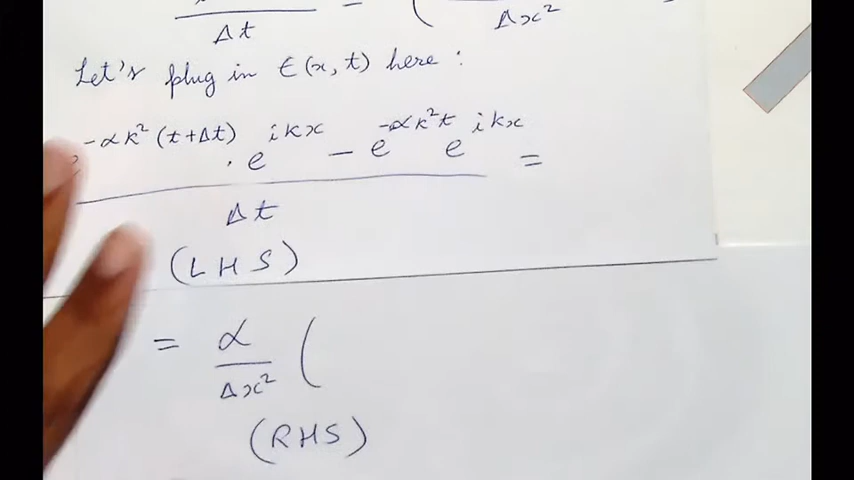 Δt = ( Δx²
Let's plug in E(x, t) here :
-αk²(t+Δt) . e^ikx - e^-αk²t e^ikx =
Δt
(LHS)
= α/Δx² (
(RHS)